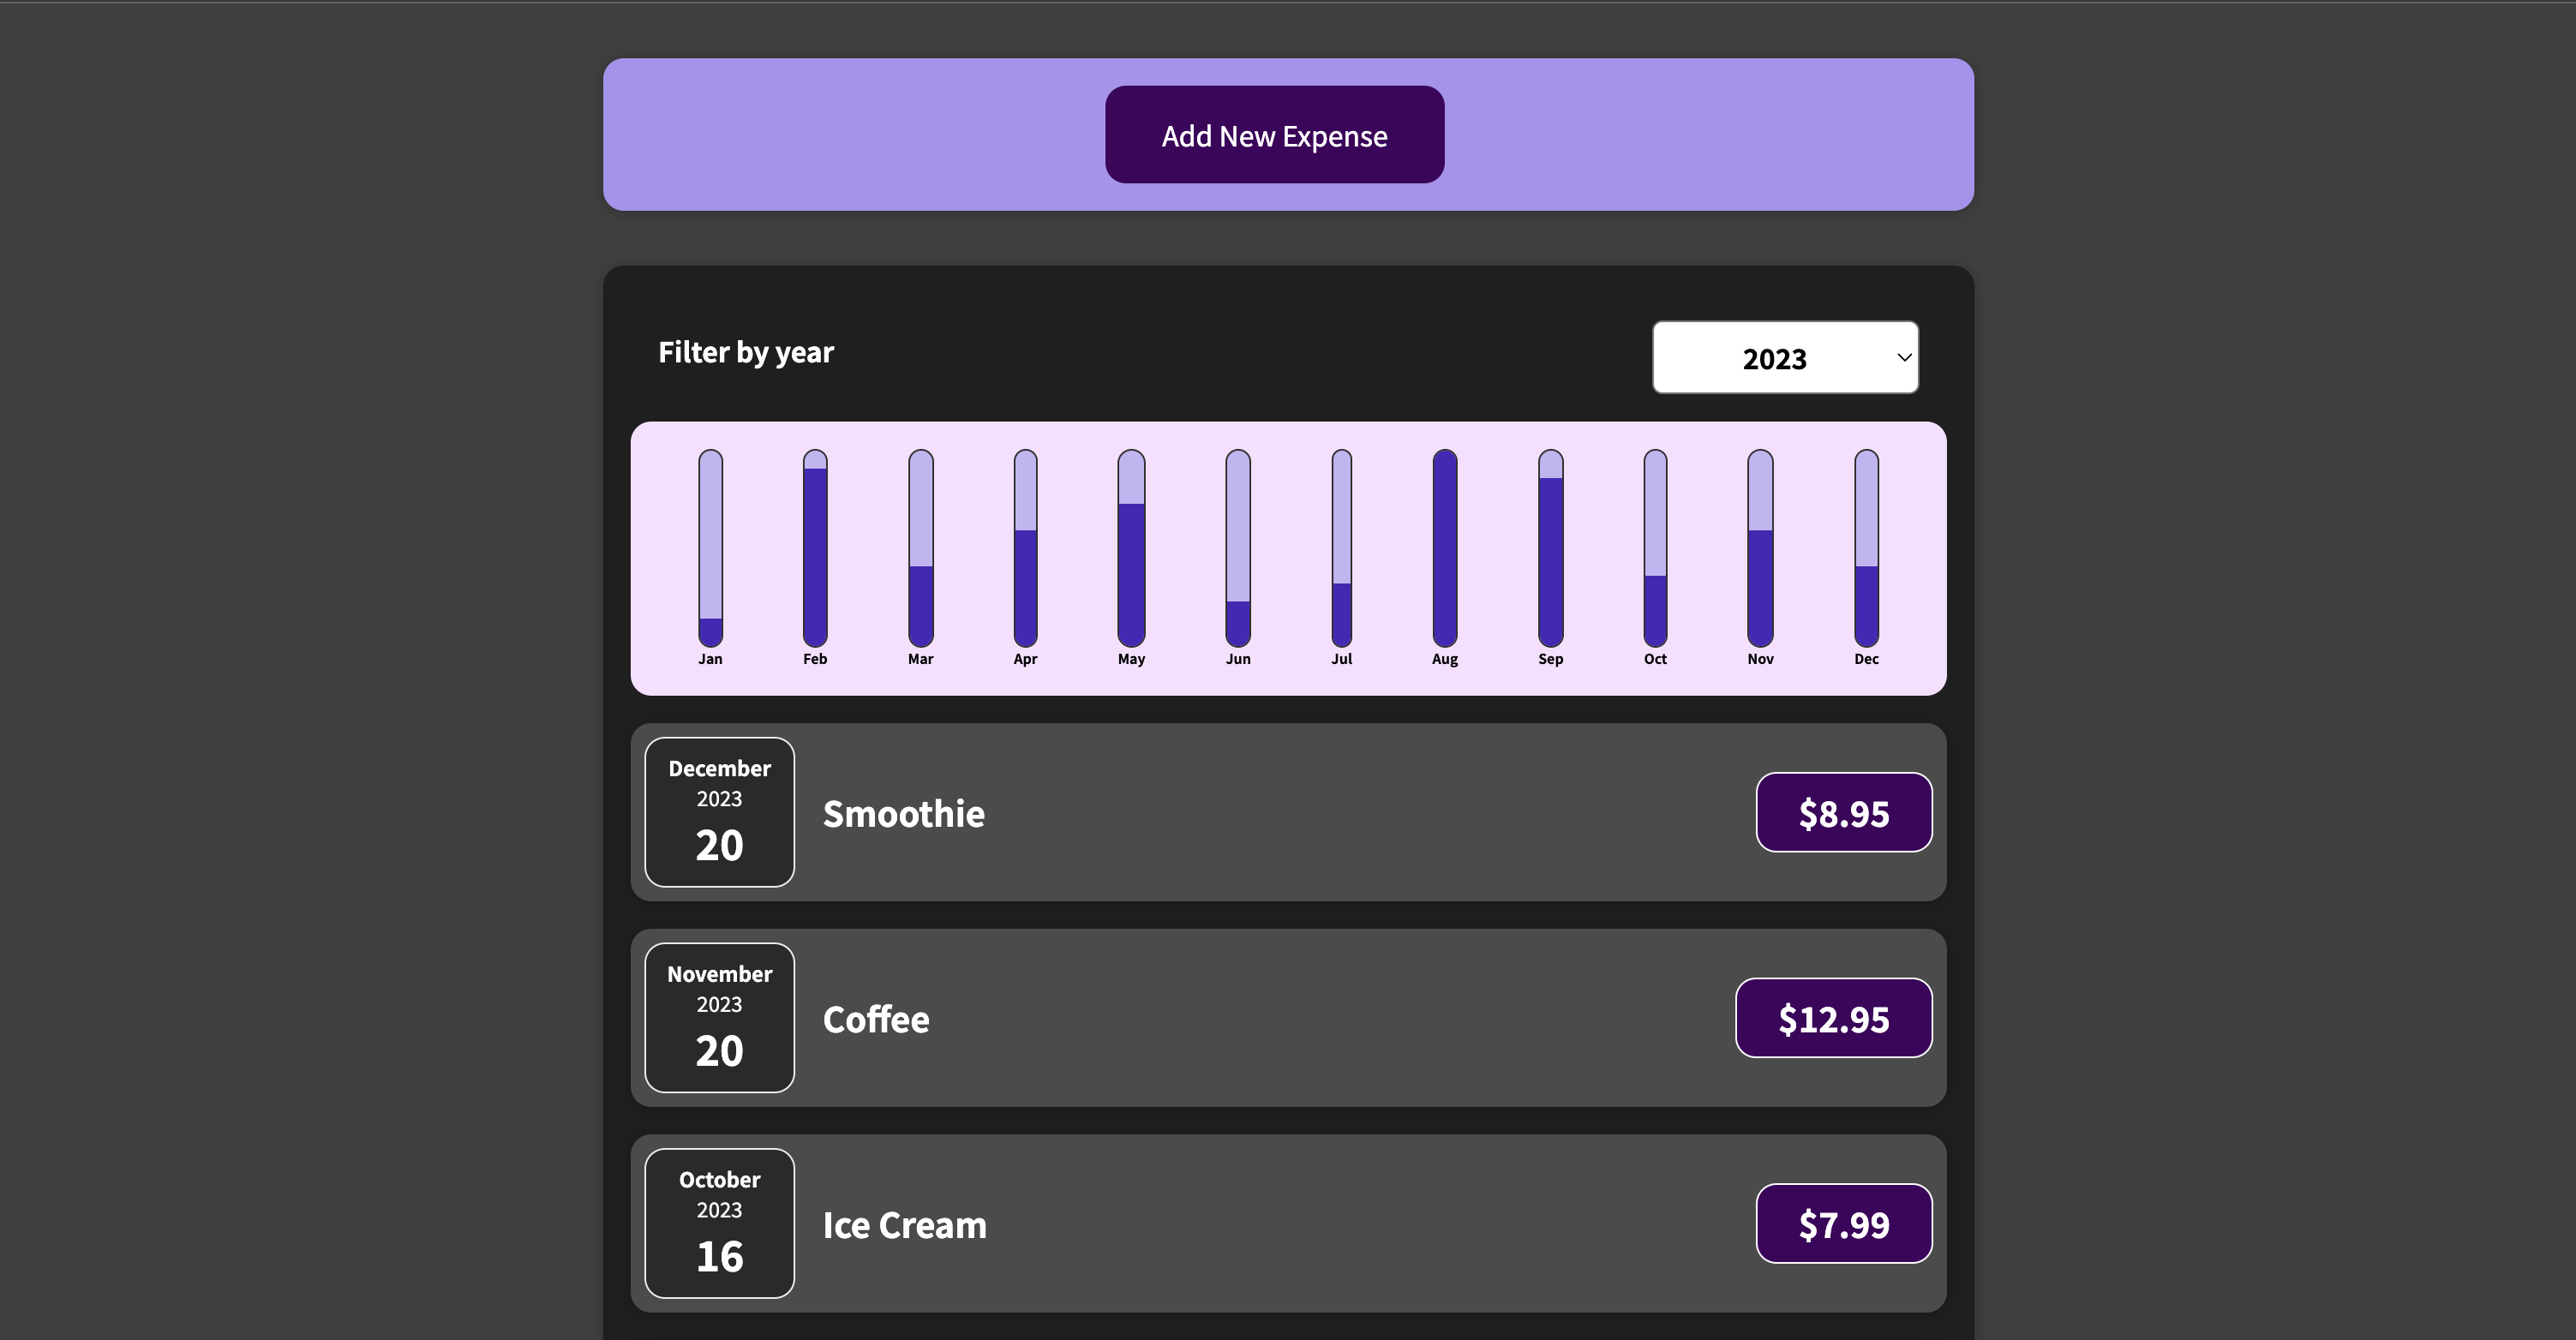 Add New Expense
Filter by year
2023
Jan Feb Mar Apr May Jun Jul Aug Sep Oct Nov Dec
December
2023
20
Smoothie
$8.95
November
2023
20
Coffee
$12.95
October
2023
16
Ice Cream
$7.99